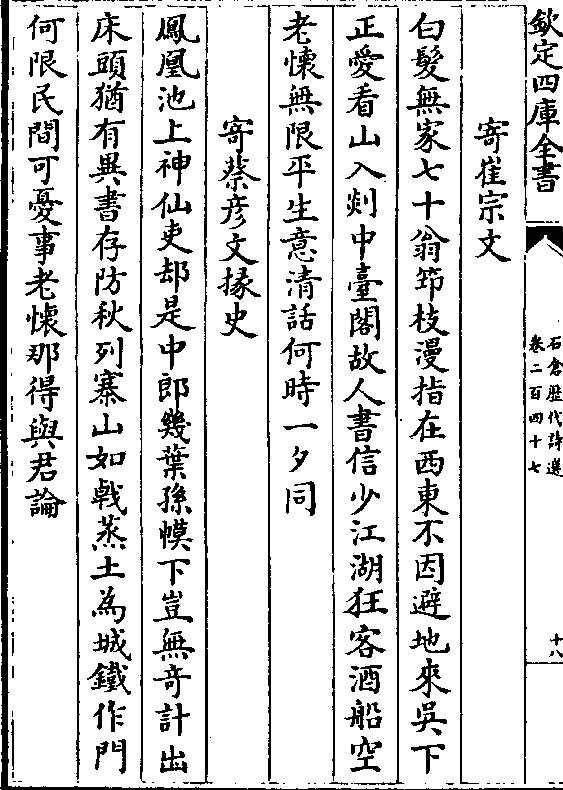 欽定四庫全書
石倉歷代詩選
卷二百四十七
十八
寄崔宗文
白髮無家七十翁笻枝漫指在西東不因避地來吳下
正愛看山入剡中臺閣故人書信少江湖狂客酒船空
老懷無限平生意清話何時一夕同
寄蔡彦文掾史
鳳凰池上神仙吏却是中郎幾葉孫幙下豈無竒計出
床頭猶有異書存防秋列寨山如㦸蒸土為城鐵作門
何限民間可憂事老懷那得與君論